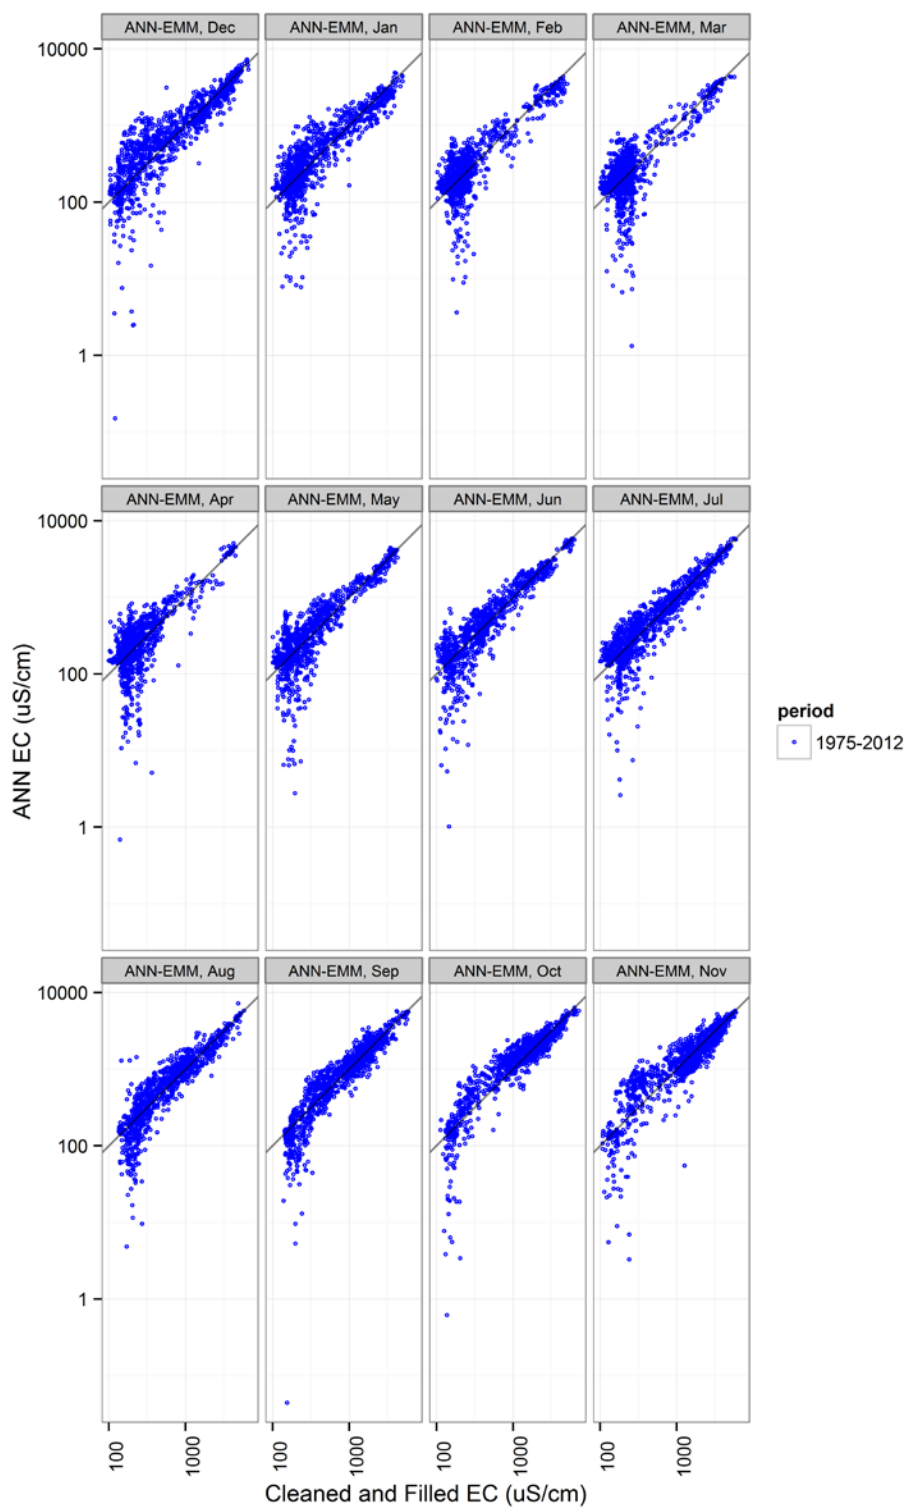 ANN-EMM, Dec
ANN-EMM, Jan
ANN-EMM, Feb
ANN-EMM, Mar
10000
100
1
ANN-EMM, Apr
ANN-EMM, May
ANN-EMM, Jun
ANN-EMM, Jul
10000
100
1
ANN EC (uS/cm)
period
1975-2012
ANN-EMM, Aug
ANN-EMM, Sep
ANN-EMM, Oct
ANN-EMM, Nov
10000
100
1
100
1000
100
1000
100
1000
100
1000
Cleaned and Filled EC (uS/cm)